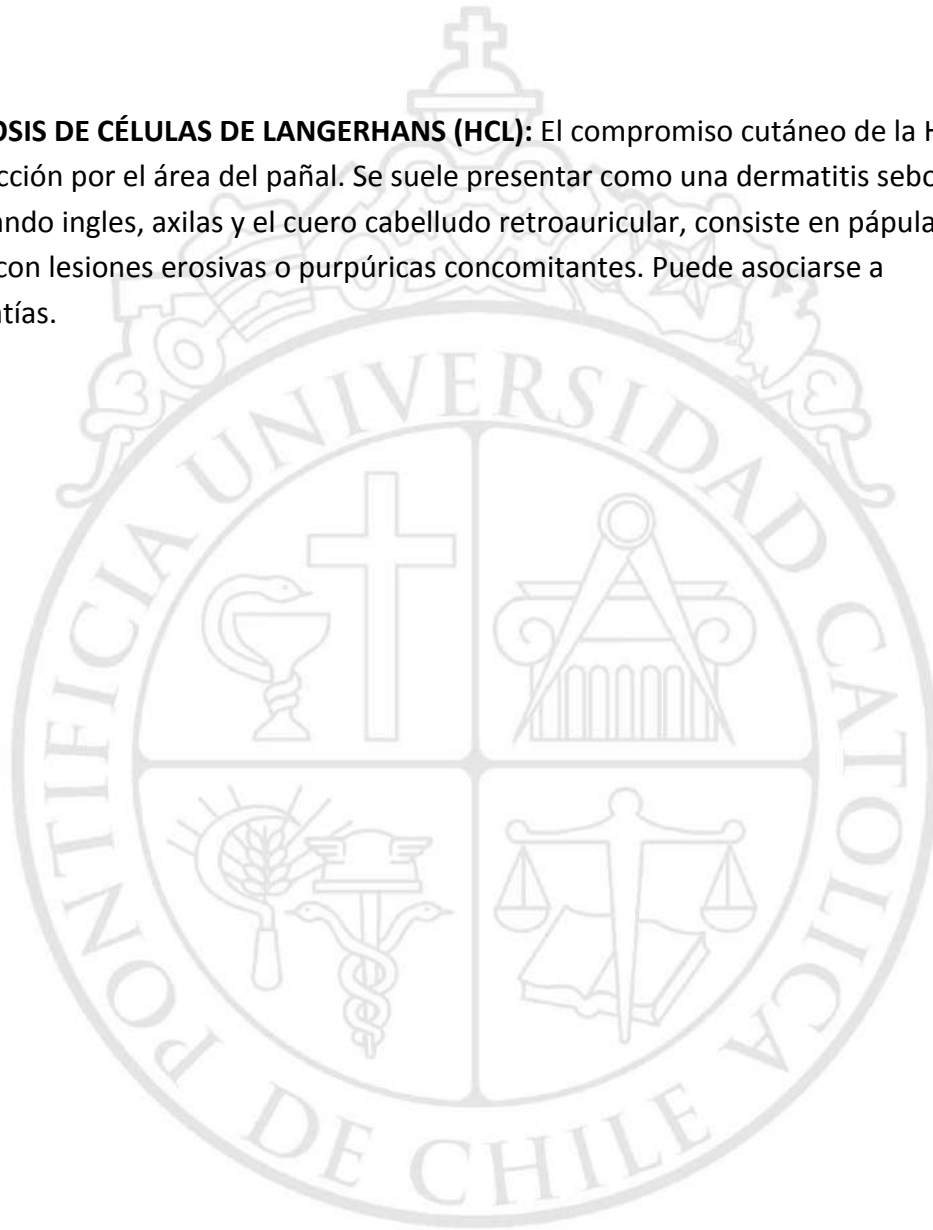 OSIS DE CÉLULAS DE LANGERHANS (HCL): El compromiso cutáneo de la H
cción por el área del pañal. Se suele presentar como una dermatitis sebo
ando ingles, axilas y el cuero cabelludo retroauricular, consiste en pápula
con lesiones erosivas o purpúricas concomitantes. Puede asociarse a
tías.
PONTIFICIA UNIVERSIDAD CATOLICA DE CHILE